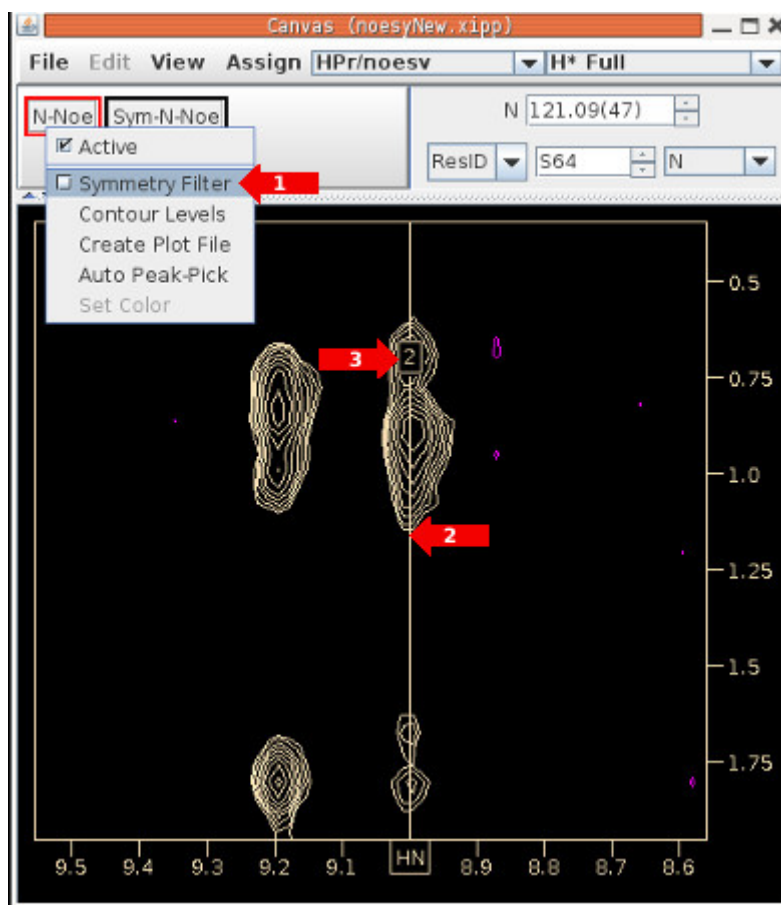 Canvas (noesyNew.xipp)
File Edit View Assign HPr/noesv H* Full
N-Noe Sym-N-Noe N 121.09(47)
Active
ResID S64 N
Symmetry Filter 1
Contour Levels
Create Plot File
Auto Peak-Pick
Set Color
0.5
3 2
0.75
1.0
2
1.25
1.5
1.75
9.5 9.4 9.3 9.2 9.1 HN 8.9 8.8 8.7 8.6